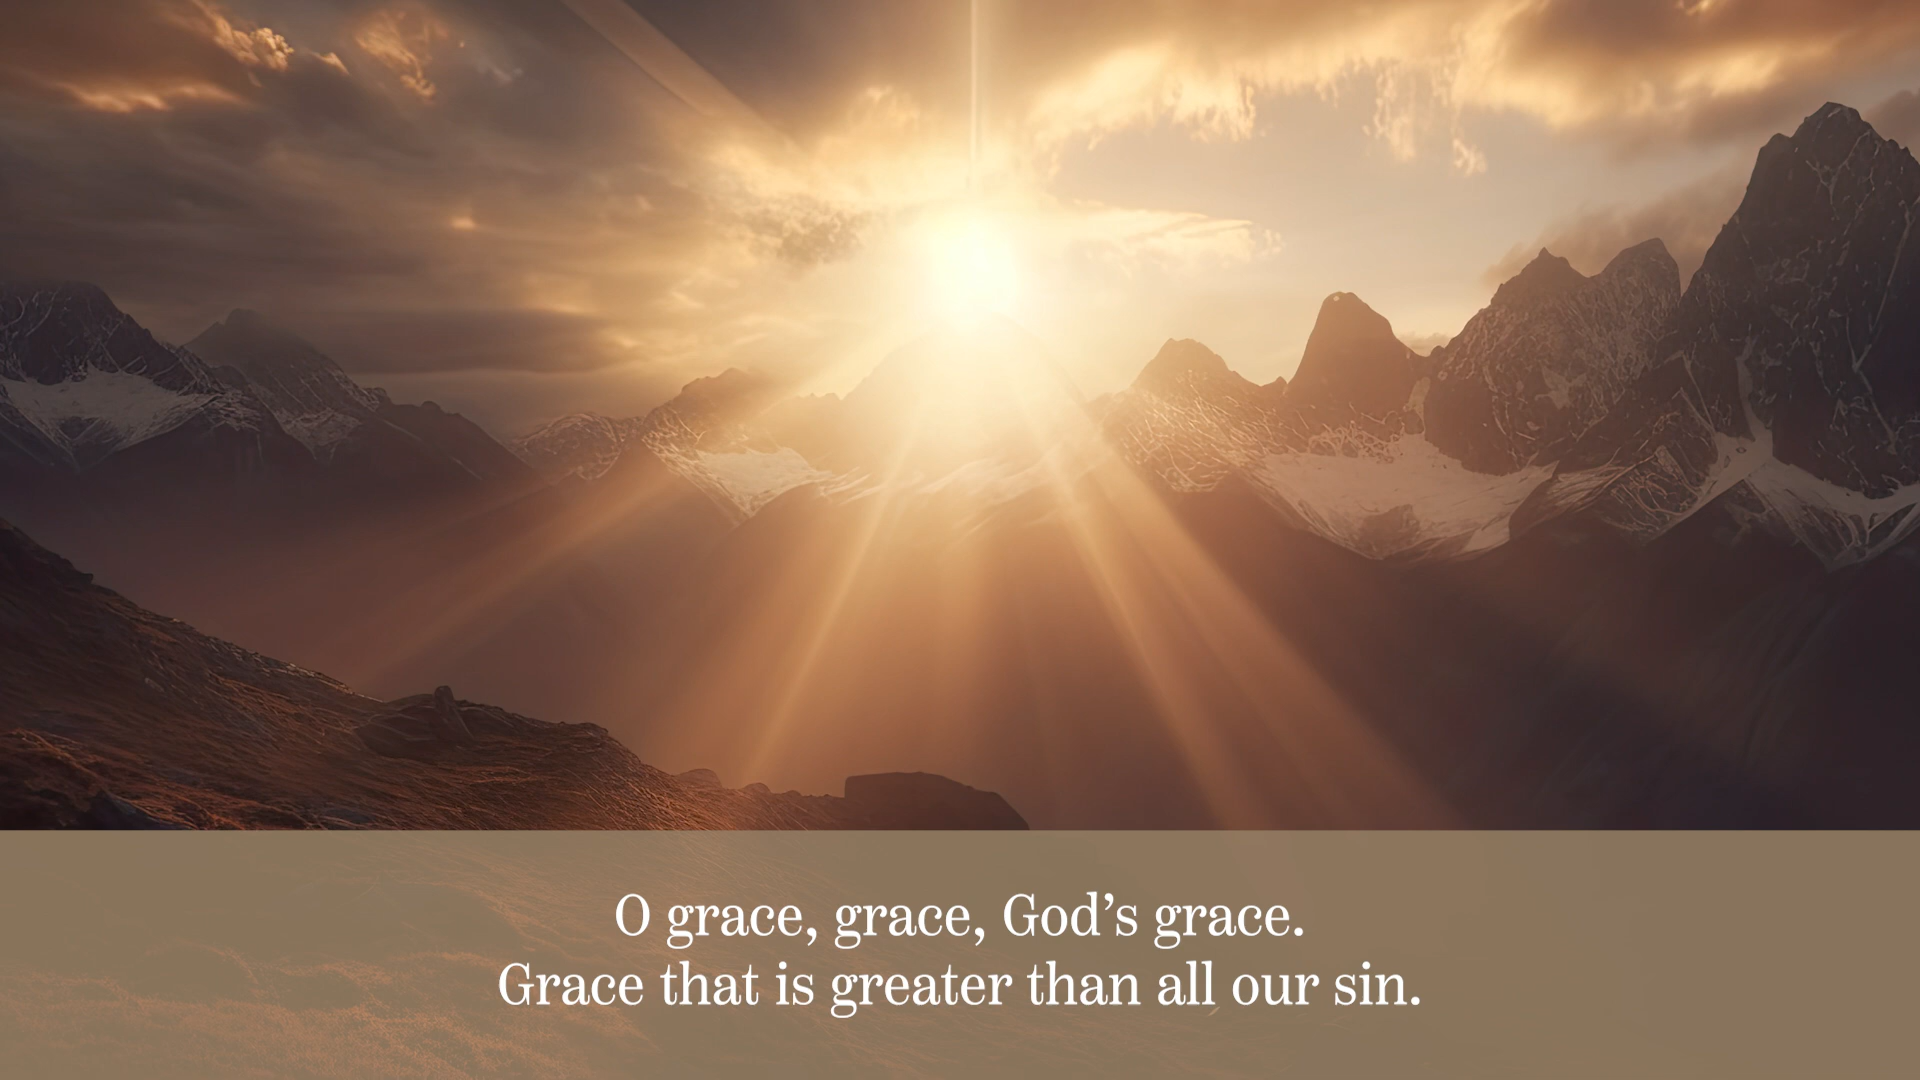 O grace, grace, God’s grace.
Grace that is greater than all our sin.